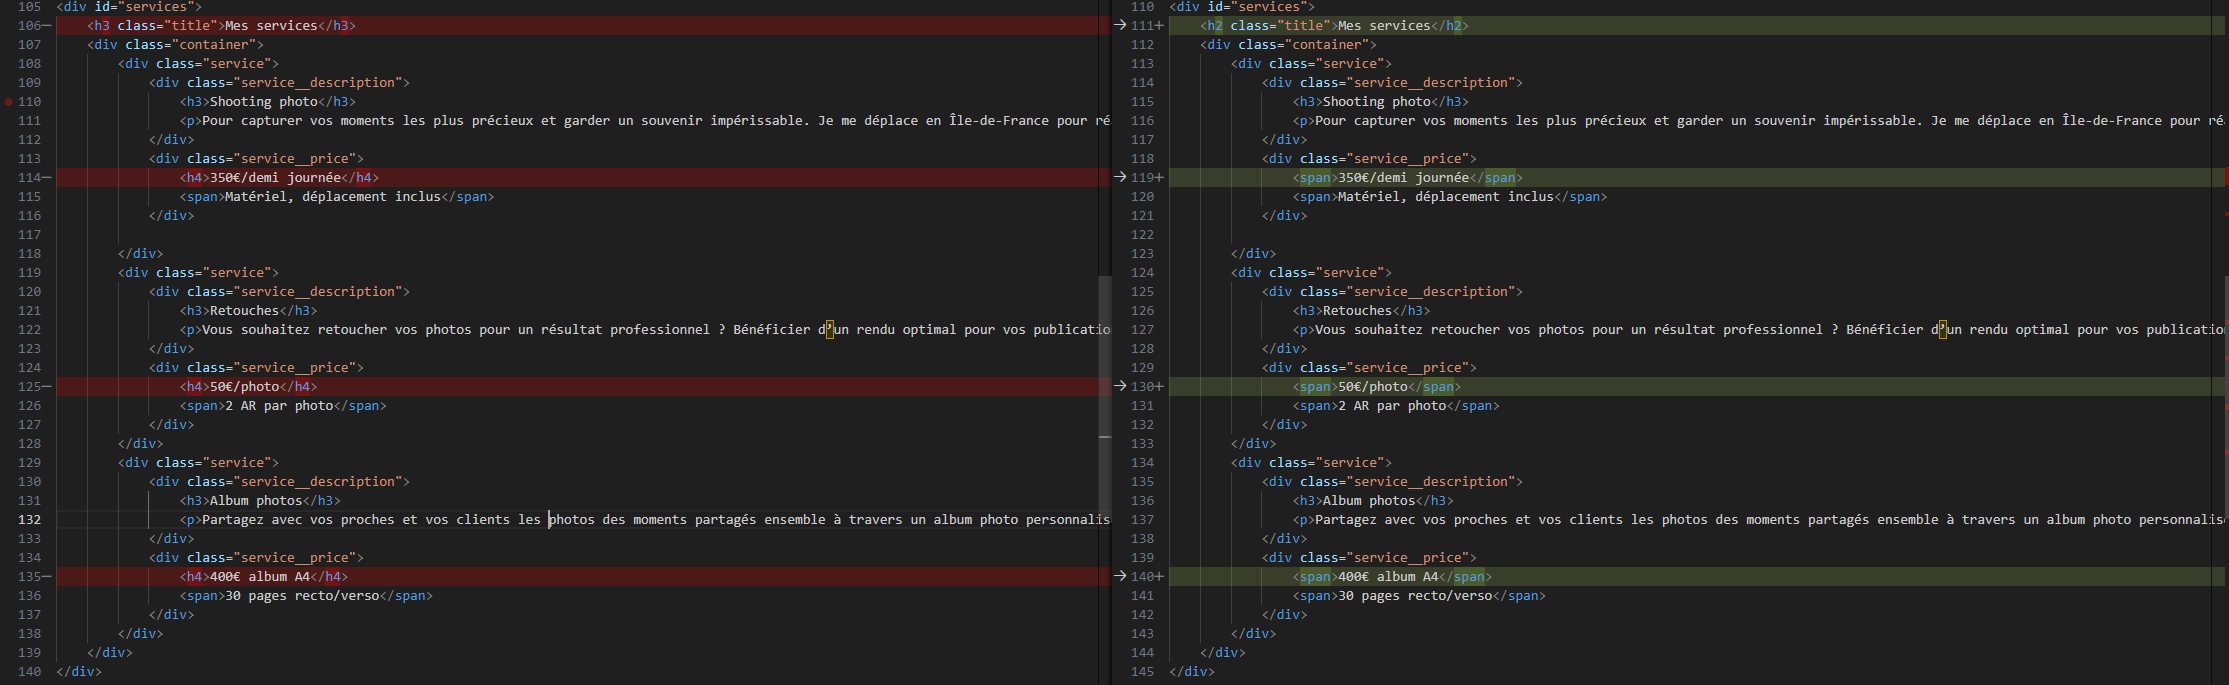 105 <div id="services">
106— <h3 class="title">Mes services</h3>
107 <div class="container">
108 <div class="service">
109 <div class="service__description">
110 <h3>Shooting photo</h3>
111 <p>Pour capturer vos moments les plus précieux et garder un souvenir impérissable. Je me déplace en Île-de-France pour ré
112 </div>
113 <div class="service__price">
114— <h4>350€/demi journée</h4>
115 <span>Matériel, déplacement inclus</span>
116 </div>
117
118 </div>
119 <div class="service">
120 <div class="service__description">
121 <h3>Retouches</h3>
122 <p>Vous souhaitez retoucher vos photos pour un résultat professionnel ? Bénéficier d’un rendu optimal pour vos publicatio
123 </div>
124 <div class="service__price">
125— <h4>50€/photo</h4>
126 <span>2 AR par photo</span>
127 </div>
128 </div>
129 <div class="service">
130 <div class="service__description">
131 <h3>Album photos</h3>
132 <p>Partagez avec vos proches et vos clients les photos des moments partagés ensemble à travers un album photo personnalis
133 </div>
134 <div class="service__price">
135— <h4>400€ album A4</h4>
136 <span>30 pages recto/verso</span>
137 </div>
138 </div>
139 </div>
140 </div>
110 <div id="services">
→ 111+ <h2 class="title">Mes services</h2>
112 <div class="container">
113 <div class="service">
114 <div class="service__description">
115 <h3>Shooting photo</h3>
116 <p>Pour capturer vos moments les plus précieux et garder un souvenir impérissable. Je me déplace en Île-de-France pour ré
117 </div>
118 <div class="service__price">
→ 119+ <span>350€/demi journée</span>
120 <span>Matériel, déplacement inclus</span>
121 </div>
122
123 </div>
124 <div class="service">
125 <div class="service__description">
126 <h3>Retouches</h3>
127 <p>Vous souhaitez retoucher vos photos pour un résultat professionnel ? Bénéficier d’un rendu optimal pour vos publication
128 </div>
129 <div class="service__price">
→ 130+ <span>50€/photo</span>
131 <span>2 AR par photo</span>
132 </div>
133 </div>
134 <div class="service">
135 <div class="service__description">
136 <h3>Album photos</h3>
137 <p>Partagez avec vos proches et vos clients les photos des moments partagés ensemble à travers un album photo personnalis
138 </div>
139 <div class="service__price">
→ 140+ <span>400€ album A4</span>
141 <span>30 pages recto/verso</span>
142 </div>
143 </div>
144 </div>
145 </div>